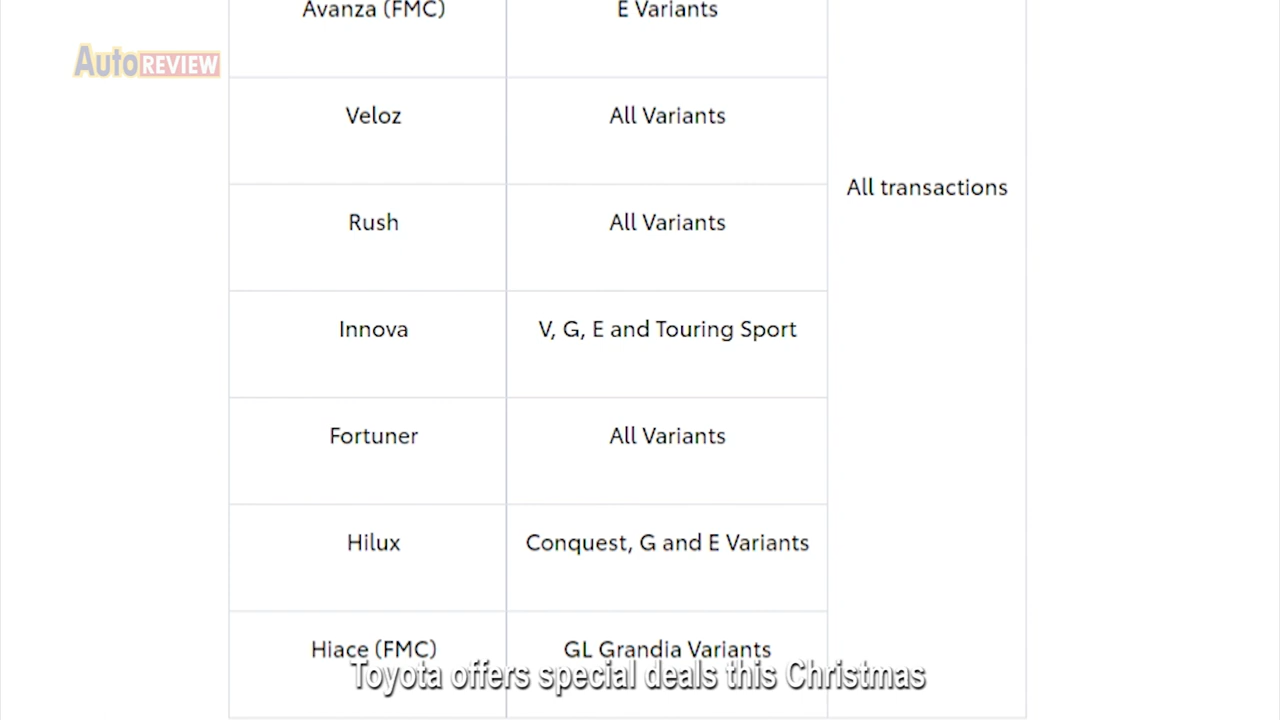 Avanza (FMC) E Variants
AutoREVIEW
Veloz All Variants
All transactions
Rush All Variants
Innova V, G, E and Touring Sport
Fortuner All Variants
Hilux Conquest, G and E Variants
Hiace (FMC) GL Grandia Variants
Toyota offers special deals this Christmas